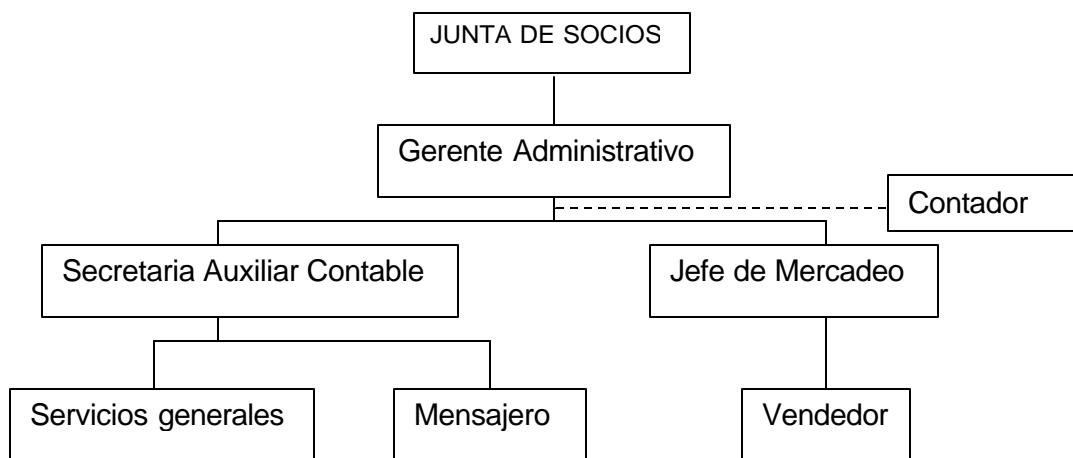 JUNTA DE SOCIOS
Gerente Administrativo
Contador
Secretaria Auxiliar Contable
Jefe de Mercadeo
Servicios generales
Mensajero
Vendedor